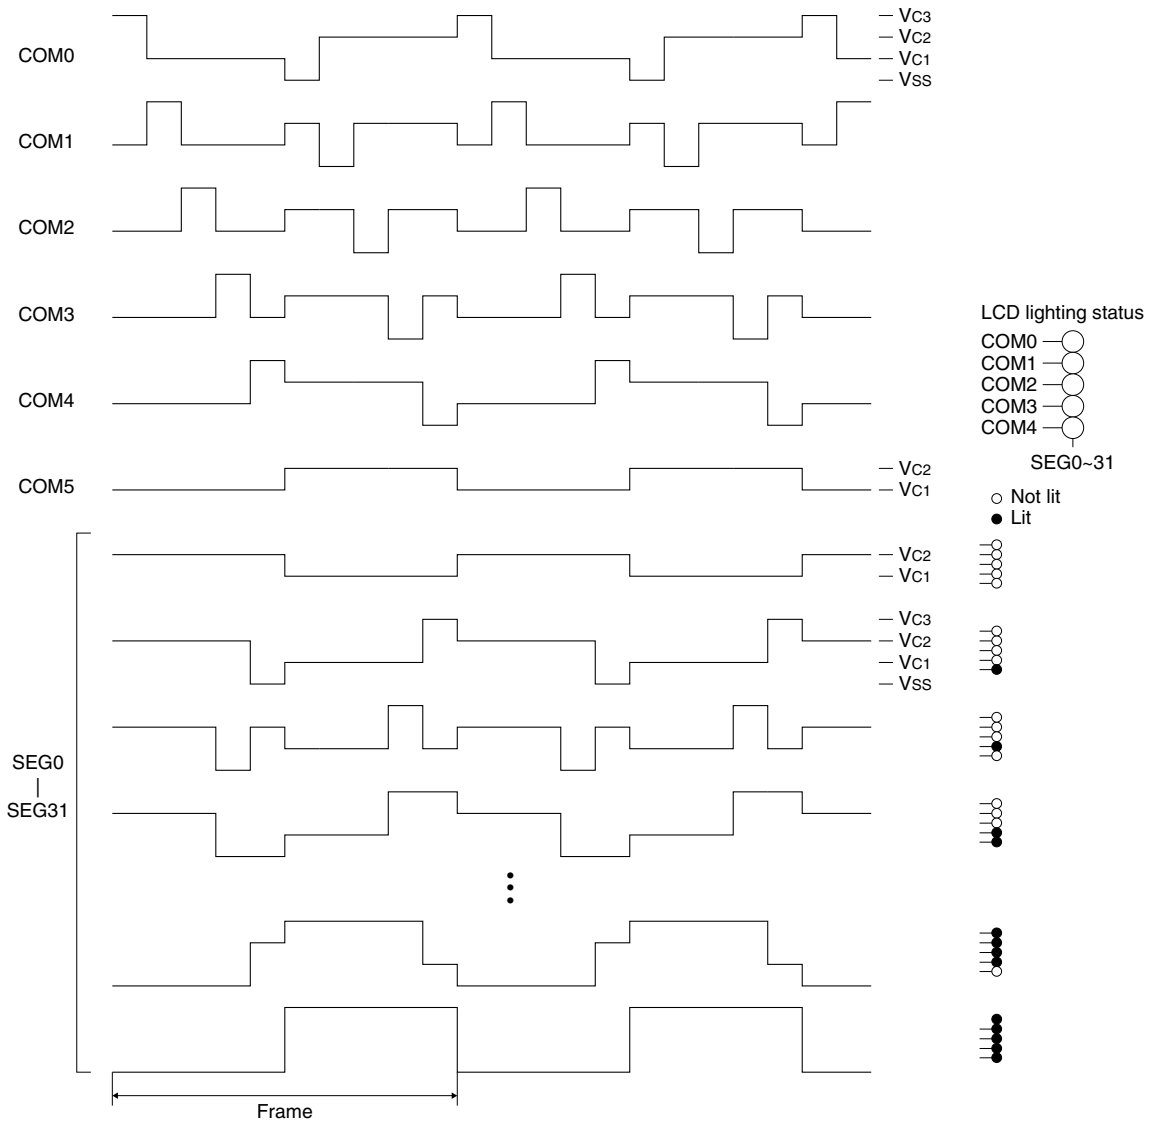 COM0
VC3
VC2
VC1
VSS
COM1
COM2
COM3
COM4
COM5
VC2
VC1
LCD lighting status
COM0
COM1
COM2
COM3
COM4
SEG0~31
Not lit
Lit
VC2
VC1
VC3
VC2
VC1
VSS
SEG0
SEG31
Frame